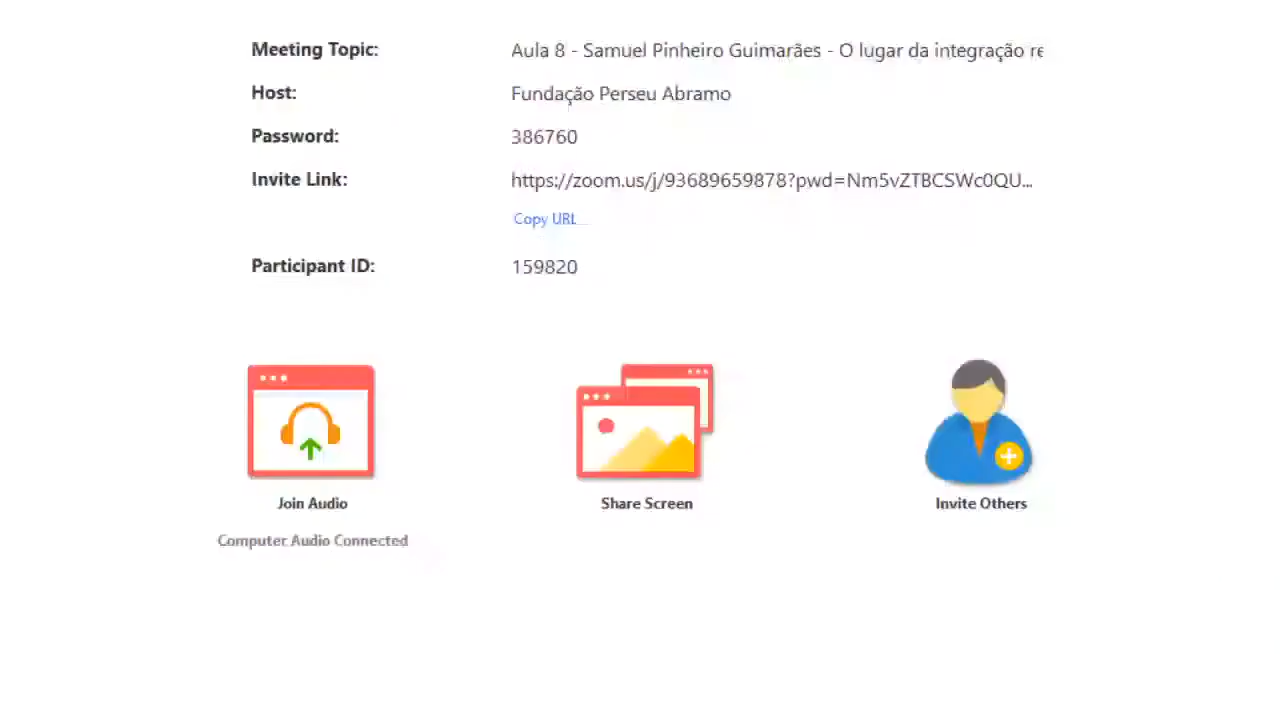 Meeting Topic: Aula 8 - Samuel Pinheiro Guimarães - O lugar da integração re
Host: Fundação Perseu Abramo
Password: 386760
Invite Link: https://zoom.us/j/93689659878?pwd=Nm5vZTBCSWc0QU...
Copy URL
Participant ID: 159820
Join Audio
Share Screen
Invite Others
Computer Audio Connected